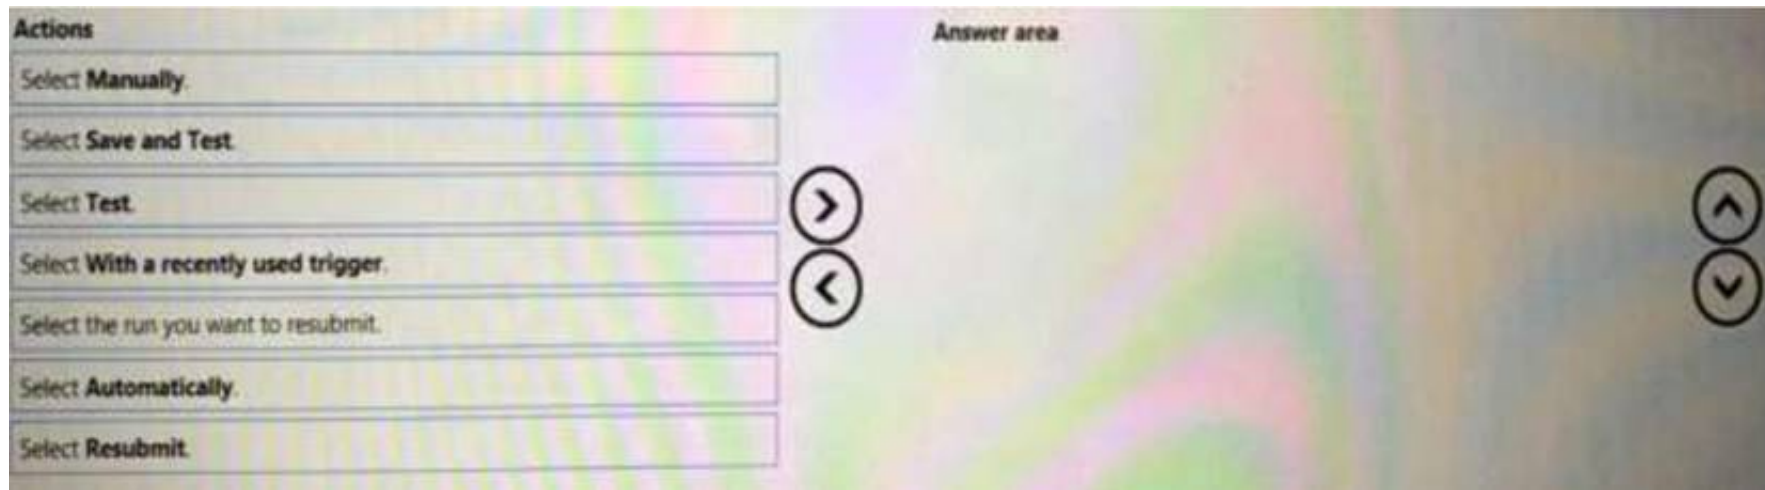 Actions
Answer area
Select Manually.
Select Save and Test.
Select Test.
Select With a recently used trigger.
Select the run you want to resubmit.
Select Automatically.
Select Resubmit.